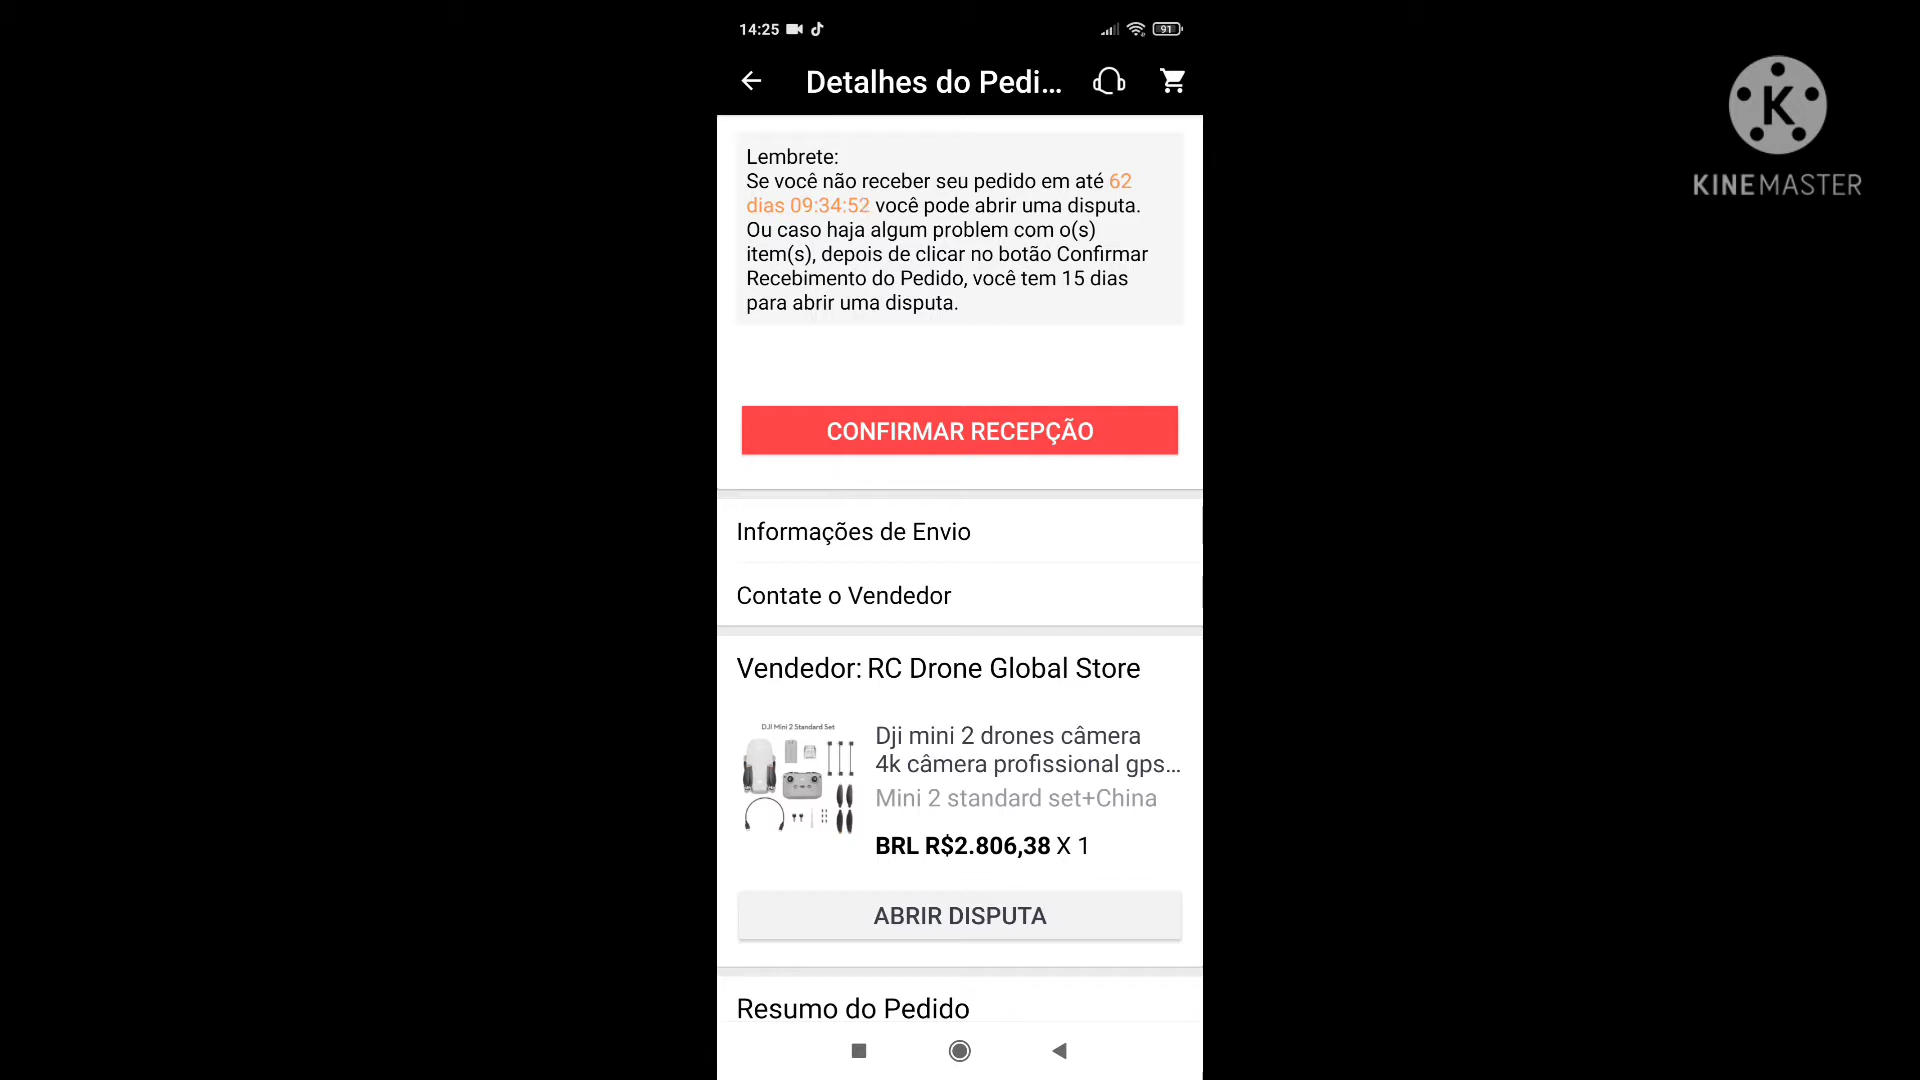 14:25
91
Detalhes do Pedi...
K
KINEMASTER
Lembrete:
Se você não receber seu pedido em até 62
dias 09:34:52 você pode abrir uma disputa.
Ou caso haja algum problem com o(s)
item(s), depois de clicar no botão Confirmar
Recebimento do Pedido, você tem 15 dias
para abrir uma disputa.
CONFIRMAR RECEPÇÃO
Informações de Envio
Contate o Vendedor
Vendedor: RC Drone Global Store
DJI Mini 2 Standard Set
Dji mini 2 drones câmera
4k câmera profissional gps...
Mini 2 standard set+China
BRL R$2.806,38 X 1
ABRIR DISPUTA
Resumo do Pedido